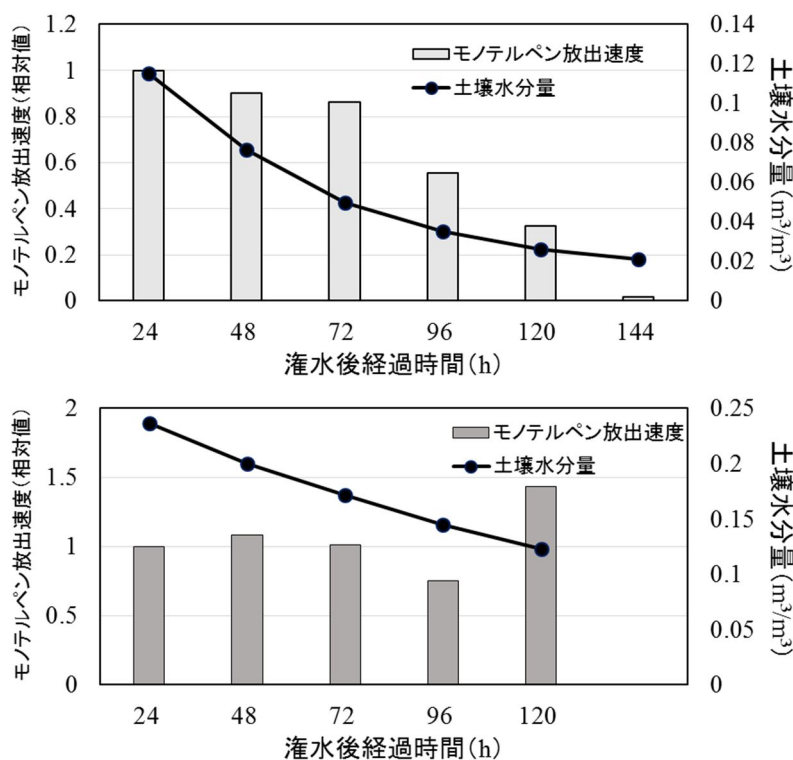 モノテルペン放出速度(相対値)
1.2
1
0.8
0.6
0.4
0.2
0
モノテルペン放出速度
土壌水分量
0.14
0.12
0.1
0.08
0.06
0.04
0.02
0
土壌水分量(m³/m³)
24 48 72 96 120 144
潅水後経過時間(h)
モノテルペン放出速度(相対値)
2
1.5
1
0.5
0
モノテルペン放出速度
土壌水分量
0.25
0.2
0.15
0.1
0.05
0
土壌水分量(m³/m³)
24 48 72 96 120
潅水後経過時間(h)